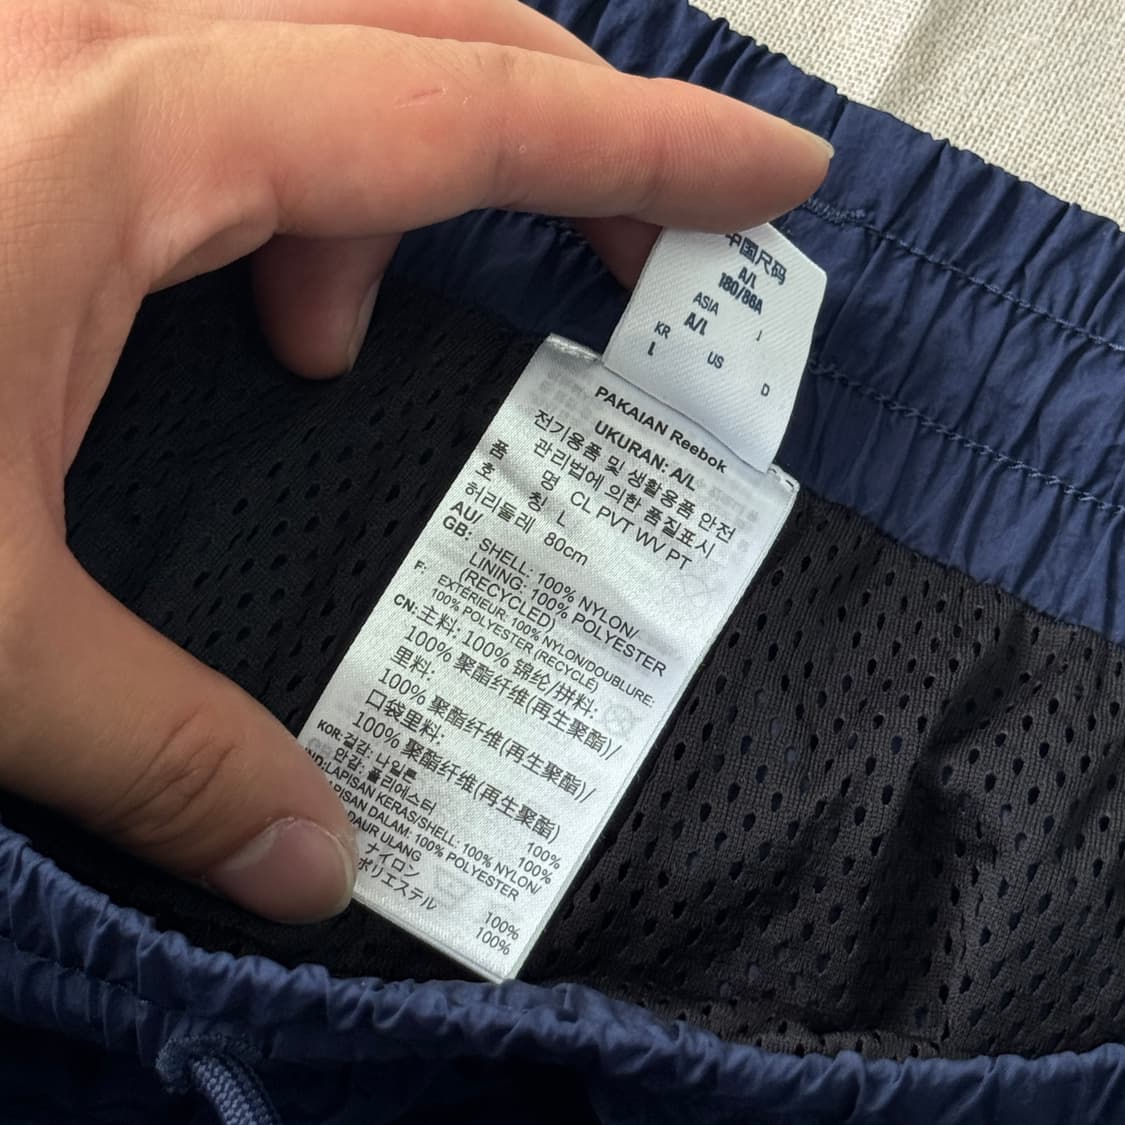 中国尺码
A/L
180/86A
ASIA
J
A/L
KR
US
L
D
PAKAIAN Reebok
UKURAN: A/L
전기용품 및 생활용품 안전
관리법에 의한 품질표시
품 명 CL PVT WV PT
호 칭 L
허리둘레 80cm
AU/
GB: SHELL: 100% NYLON/
LINING: 100% POLYESTER
(RECYCLED)
F: EXTÉRIEUR: 100% NYLON/DOUBLURE:
100% POLYESTER (RECYCLÉ)
CN: 主料: 100% 锦纶/拼料:
100% 聚酯纤维(再生聚酯)/
里料:
100% 聚酯纤维(再生聚酯)/
口袋里料:
100% 聚酯纤维(再生聚酯)
KOR: 겉감: 나일론 100%
안감: 폴리에스터 100%
IND:LAPISAN KERAS/SHELL: 100% NYLON/
DALAM: 100% POLYESTER
DAUR ULANG
ナイロン 100%
ポリエステル 100%